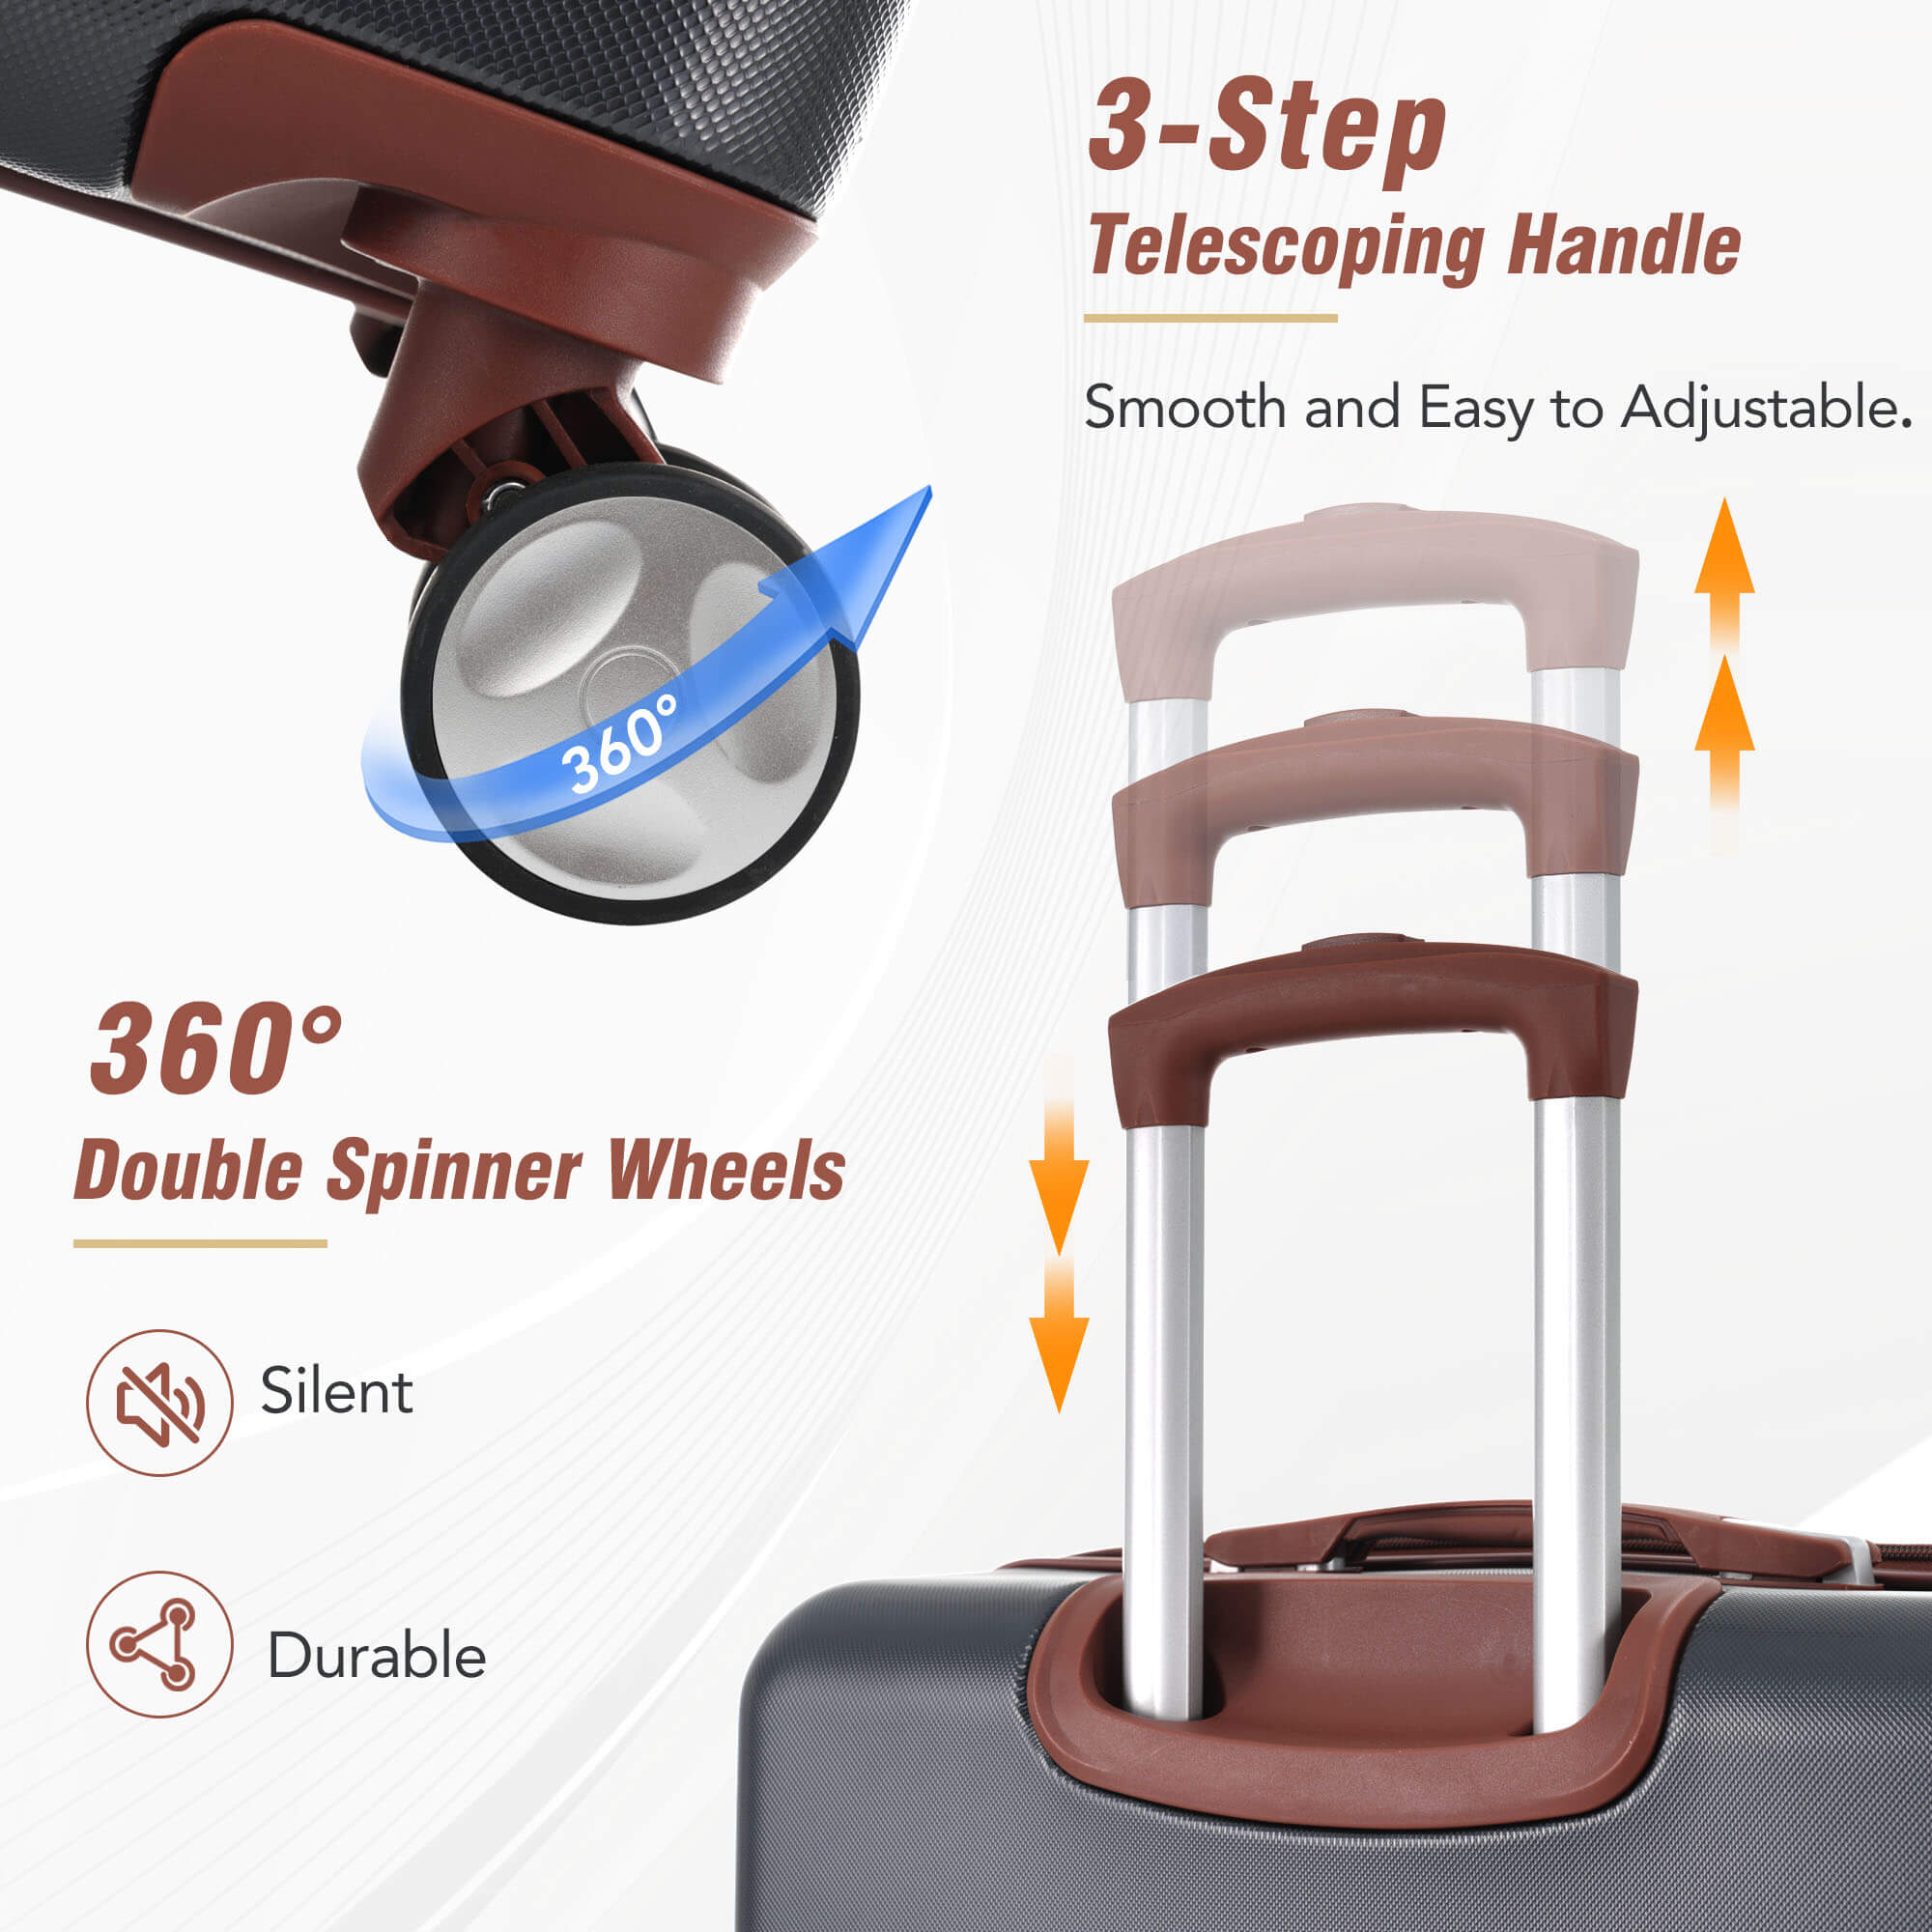 3-Step
Telescoping Handle
Smooth and Easy to Adjustable.
360°
360°
Double Spinner Wheels
Silent
Durable